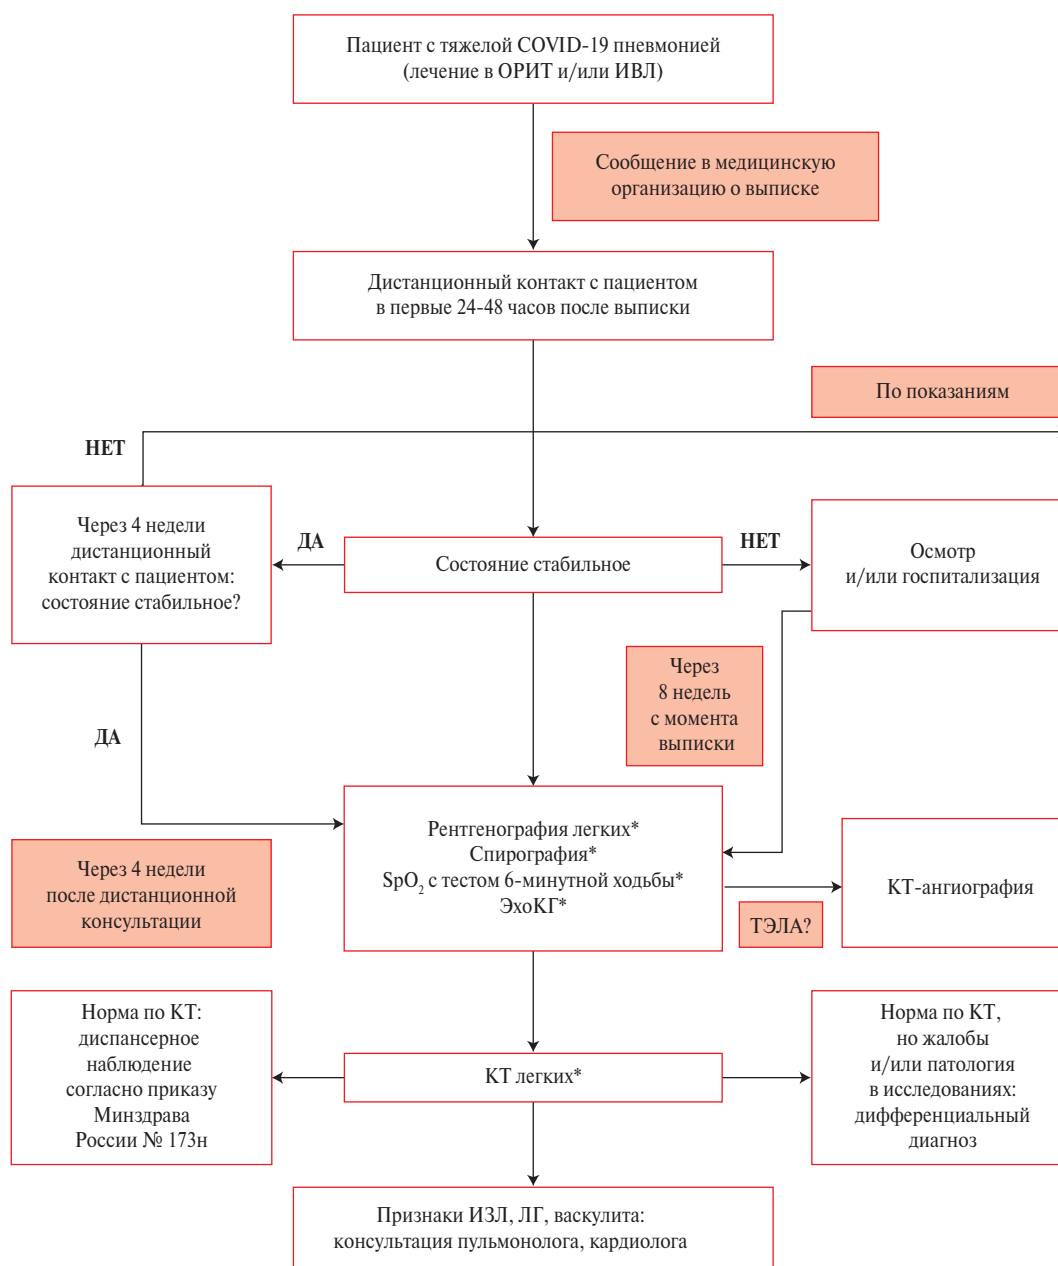 Пациент с тяжелой COVID-19 пневмонией
(лечение в ОРИТ и/или ИВЛ)
Сообщение в медицинскую
организацию о выписке
Дистанционный контакт с пациентом
в первые 24-48 часов после выписки
По показаниям
НЕТ
Через 4 недели
дистанционный
контакт с пациентом:
состояние стабильное?
ДА
Состояние стабильное
НЕТ
Осмотр
и/или госпитализация
Через
8 недель
с момента
выписки
ДА
Рентгенография легких*
Спирография*
SpO₂ с тестом 6-минутной ходьбы*
ЭхоКГ*
Через 4 недели
после дистанционной
консультации
ТЭЛА?
КТ-ангиография
Норма по КТ:
диспансерное
наблюдение
согласно приказу
Минздрава
России № 173н
КТ легких*
Норма по КТ,
но жалобы
и/или патология
в исследованиях:
дифференциальный
диагноз
Признаки ИЗЛ, ЛГ, васкулита:
консультация пульмонолога, кардиолога